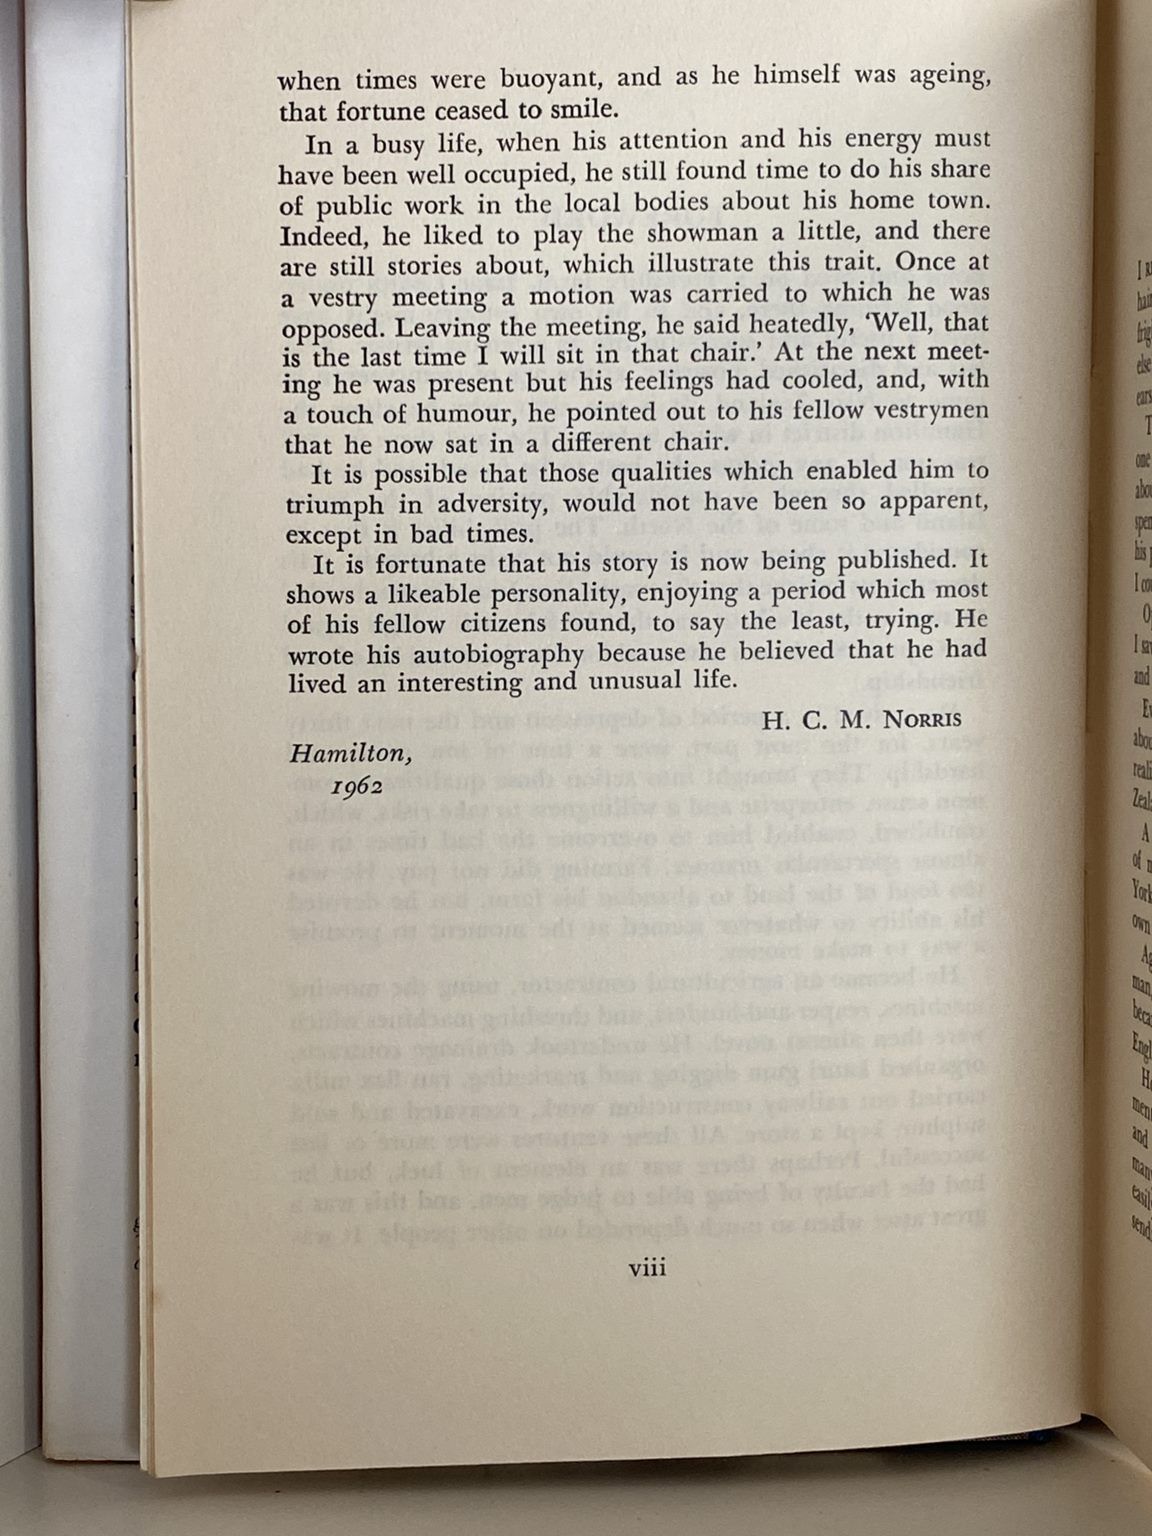 when times were buoyant, and as he himself was ageing,
that fortune ceased to smile.
In a busy life, when his attention and his energy must
have been well occupied, he still found time to do his share
of public work in the local bodies about his home town.
Indeed, he liked to play the showman a little, and there
are still stories about, which illustrate this trait. Once at
a vestry meeting a motion was carried to which he was
opposed. Leaving the meeting, he said heatedly, ‘Well, that
is the last time I will sit in that chair.’ At the next meet-
ing he was present but his feelings had cooled, and, with
a touch of humour, he pointed out to his fellow vestrymen
that he now sat in a different chair.
It is possible that those qualities which enabled him to
triumph in adversity, would not have been so apparent,
except in bad times.
It is fortunate that his story is now being published. It
shows a likeable personality, enjoying a period which most
of his fellow citizens found, to say the least, trying. He
wrote his autobiography because he believed that he had
lived an interesting and unusual life.
H. C. M. NORRIS
Hamilton,
1962
viii